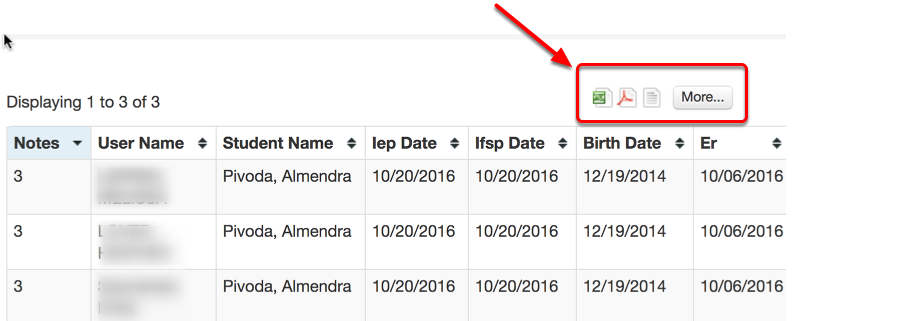 Displaying 1 to 3 of 3
More...
Notes User Name Student Name Iep Date Ifsp Date Birth Date Er
3 Pivoda, Almendra 10/20/2016 10/20/2016 12/19/2014 10/06/2016
3 Pivoda, Almendra 10/20/2016 10/20/2016 12/19/2014 10/06/2016
3 Pivoda, Almendra 10/20/2016 10/20/2016 12/19/2014 10/06/2016